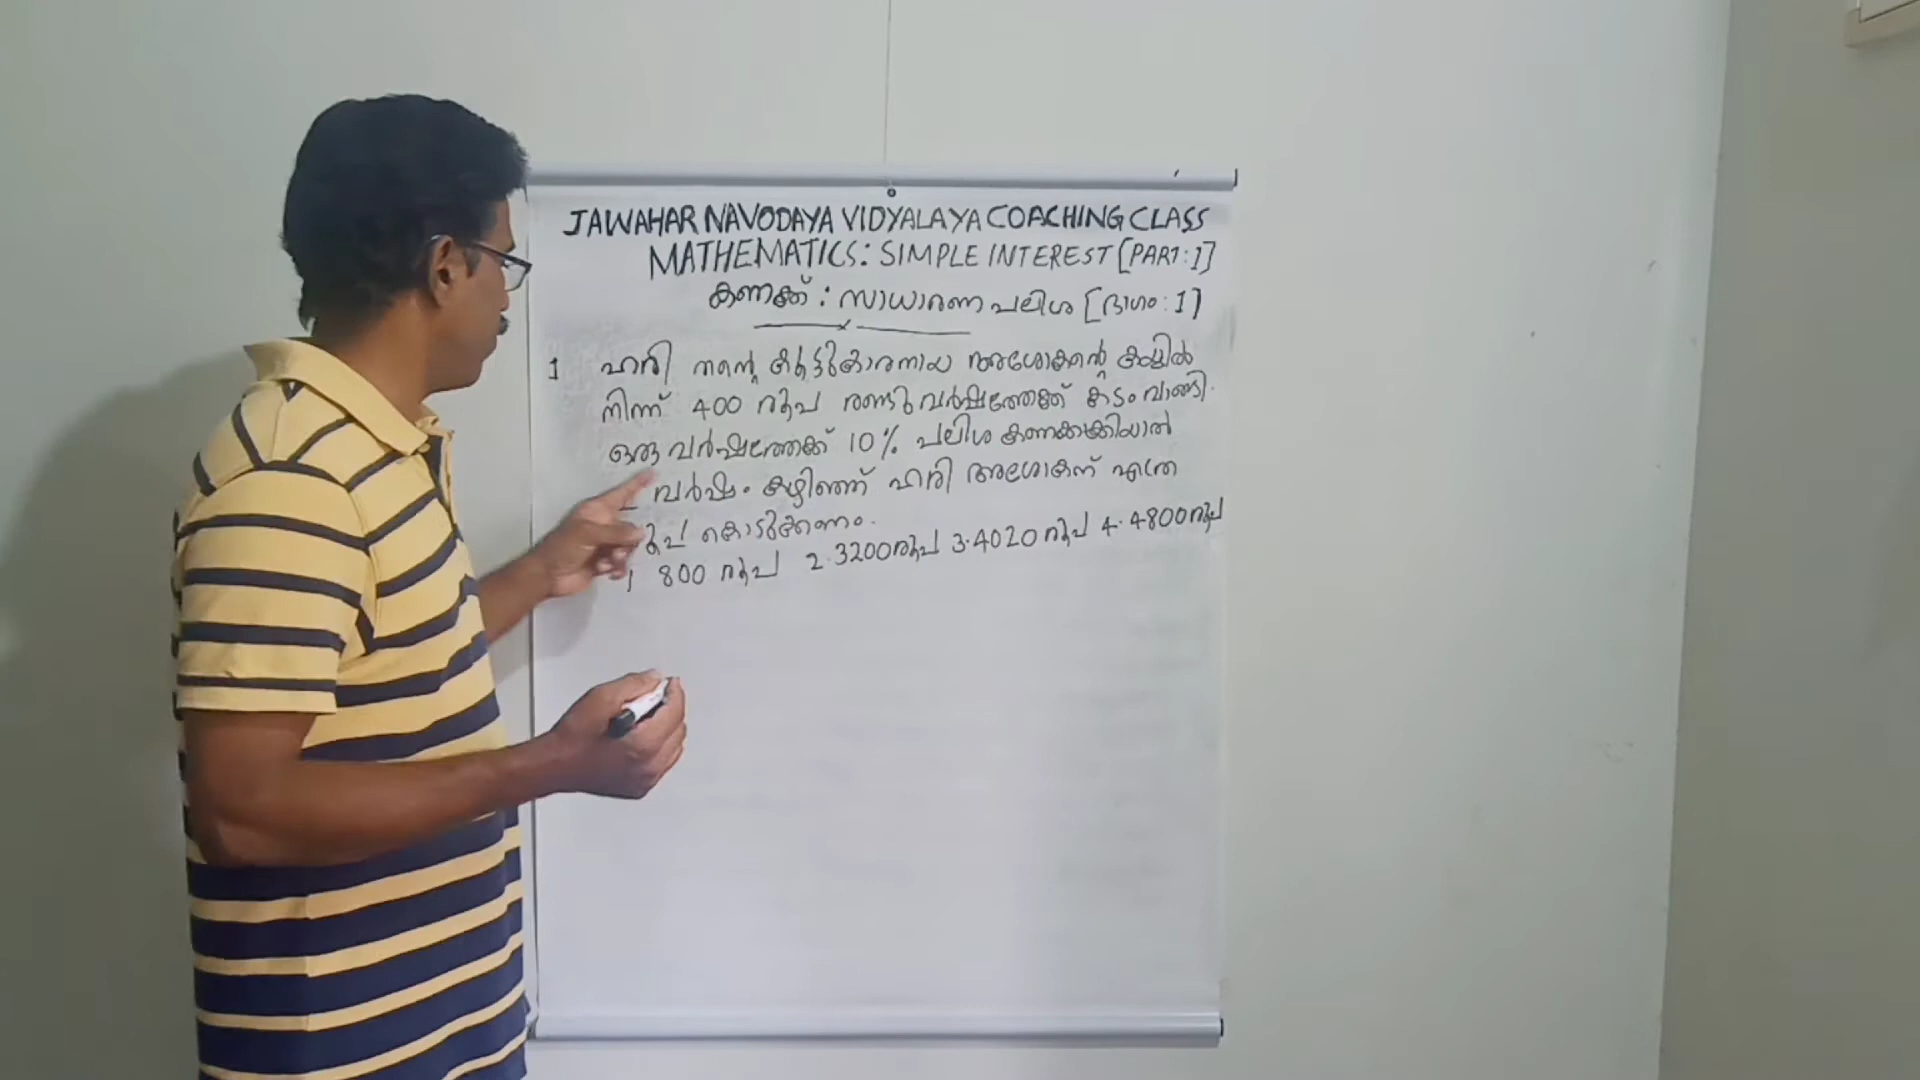 JAWAHAR NAVODAYA VIDYALAYA COACHING CLASS
MATHEMATICS: SIMPLE INTEREST [PART:1]
കണക്ക് : സാധാരണ പലിശ [ഭാഗം : 1]
1 ഹരി തന്റെ കൂട്ടുകാരനായ അശോകന്റെ കയ്യിൽ
നിന്ന് 400 രൂപ രണ്ടു വർഷത്തേക്ക് കടം വാങ്ങി.
ഒരു വർഷത്തേക്ക് 10% പലിശ കണക്കാക്കിയാൽ
വർഷം കഴിഞ്ഞ് ഹരി അശോകന് എത്ര
രൂപ കൊടുക്കണം.
1 800 രൂപ 2. 3200 രൂപ 3. 4020 രൂപ 4. 4800 രൂപ